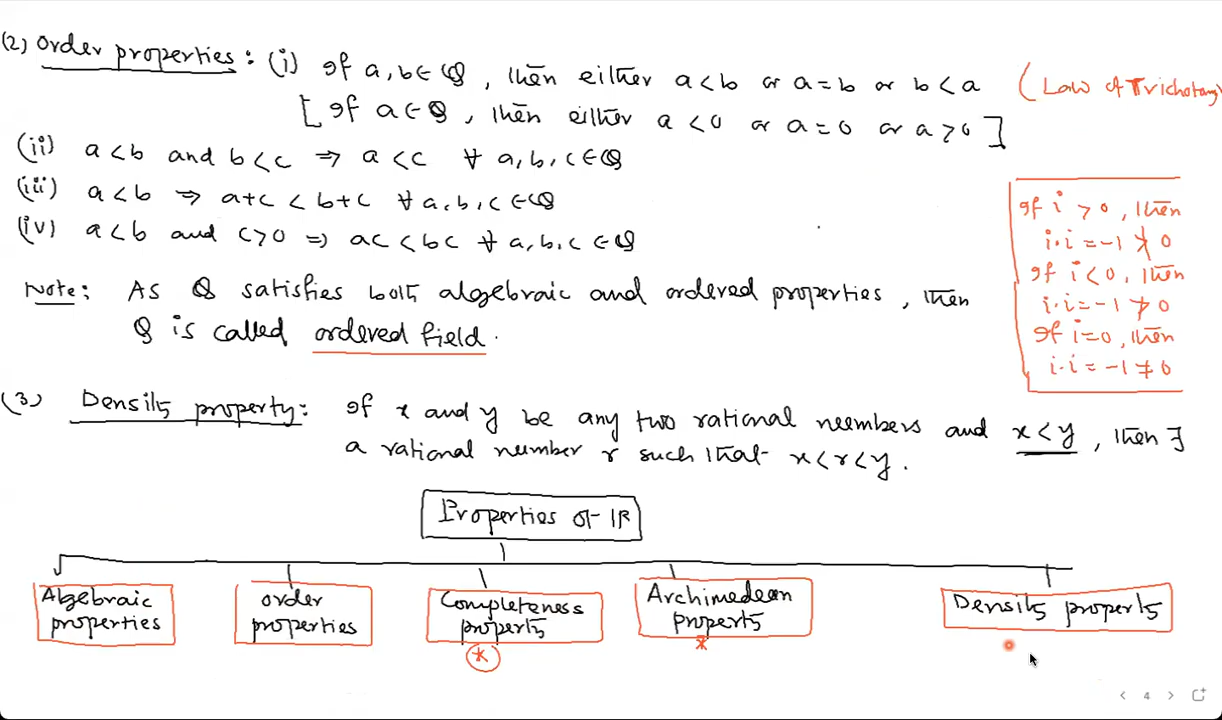 (2) Order properties: (i) If a, b ∈ Q, then either a < b or a = b or b < a (Law of Trichotomy
[If a ∈ Q, then either a < 0 or a = 0 or a > 0]
(ii) a < b and b < c ⇒ a < c ∀ a, b, c ∈ Q
(iii) a < b ⇒ a+c < b+c ∀ a, b, c ∈ Q
(iv) a < b and c > 0 ⇒ ac < bc ∀ a, b, c ∈ Q
If i > 0, then
i·i = -1 ≯ 0
If i < 0, then
i·i = -1 ≯ 0
If i = 0, then
i·i = -1 ≠ 0
Note: As Q satisfies both algebraic and ordered properties, then
Q is called ordered field.
(3) Density property: If x and y be any two rational numbers and x < y, then ∃
a rational number r such that x < r < y.
Properties of IR
Algebraic
properties
order
properties
Completeness
property
*
Archimedean
property
*
Density property
< 4 >